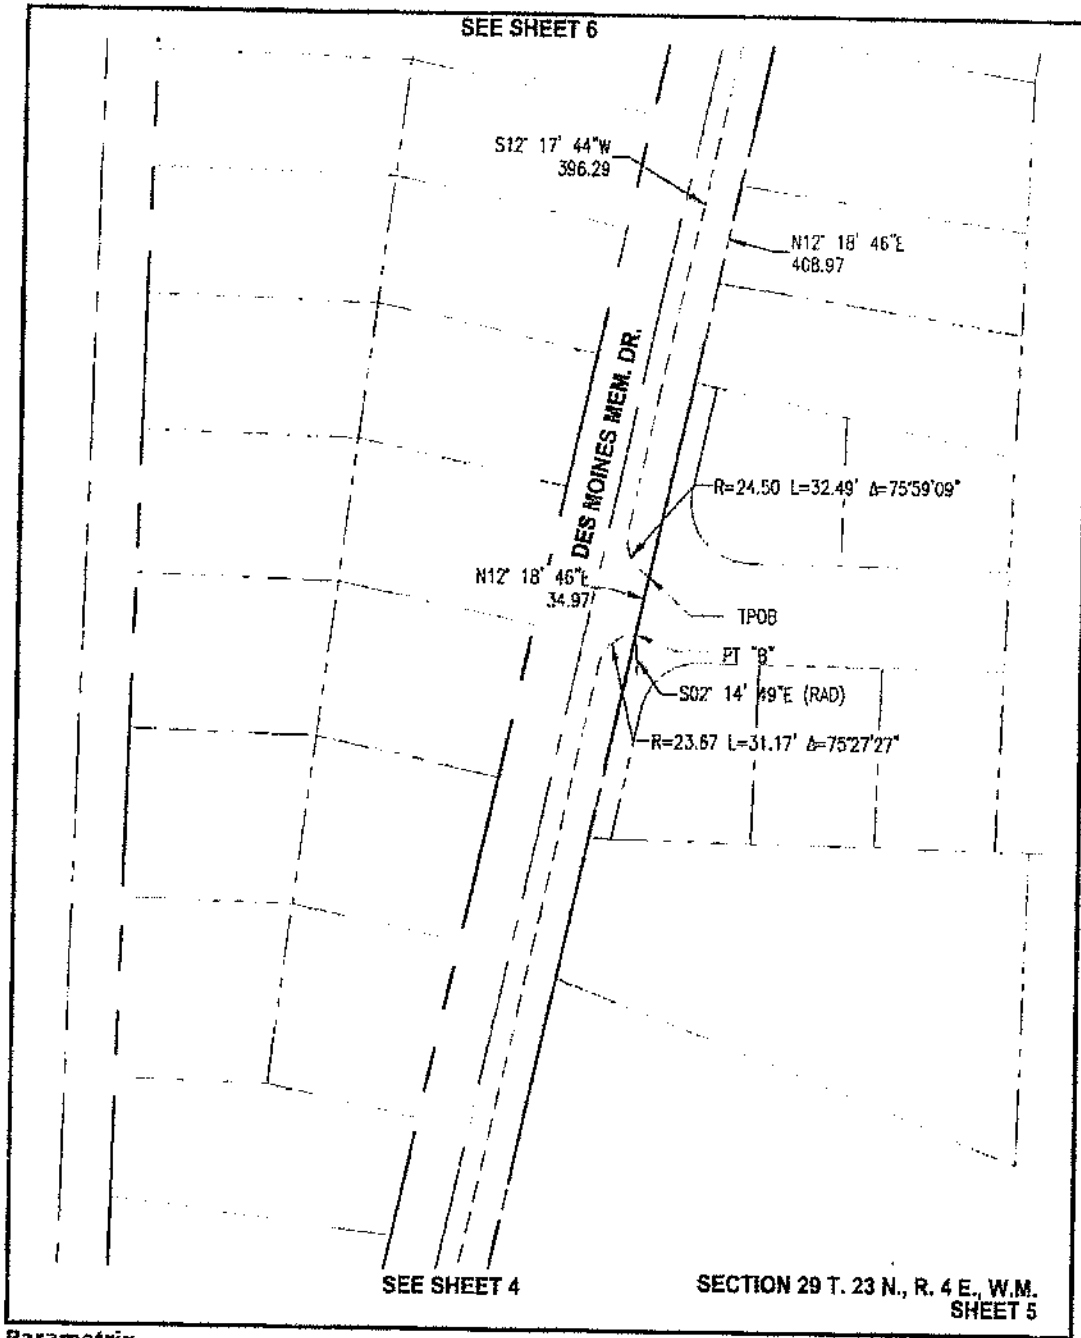 SEE SHEET 6
S12° 17' 44"W
396.29
N12° 18' 46"E
408.97
DES MOINES MEM. DR.
R=24.50 L=32.49' Δ=75°59'09"
N12° 18' 46"E
34.97'
TPOB
PT "B"
S02° 14' 49"E (RAD)
R=23.67 L=31.17' Δ=75°27'27"
SEE SHEET 4
SECTION 29 T. 23 N., R. 4 E., W.M.
SHEET 5
Parametrix